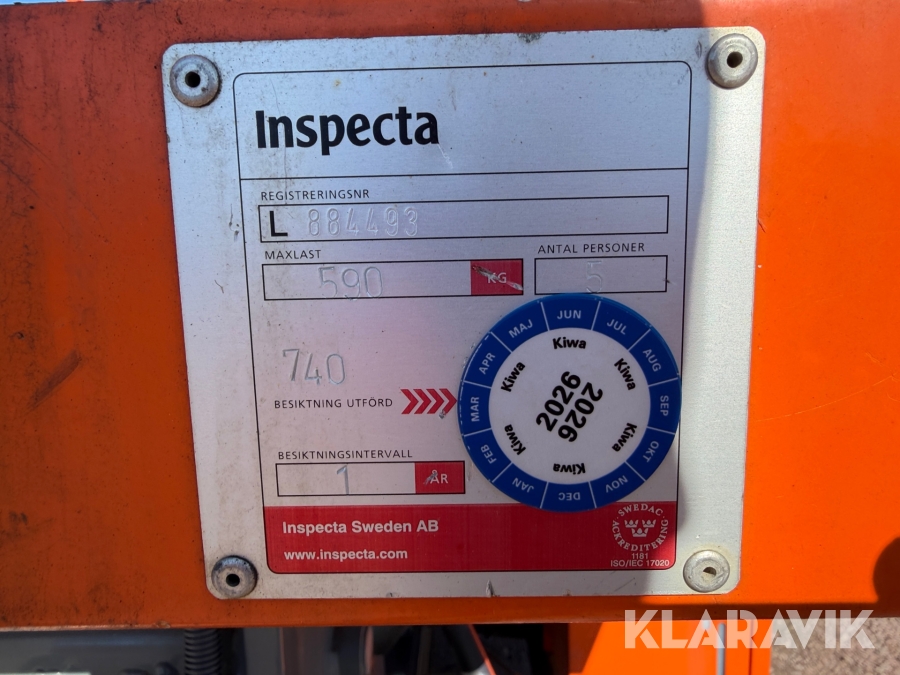 Inspecta
REGISTRERINGSNR
L 884493
MAXLAST
590 KG
ANTAL PERSONER
5
740
BESIKTNING UTFÖRD
BESIKTNINGSINTERVALL
1 ÅR
JAN FEB MAR APR MAJ JUN JUL AUG SEP OKT NOV DEC
Kiwa Kiwa Kiwa Kiwa Kiwa Kiwa
2026
2026
Inspecta Sweden AB
www.inspecta.com
SWEDAC
ACKREDITERING
1181
ISO/IEC 17020
KLARAVIK